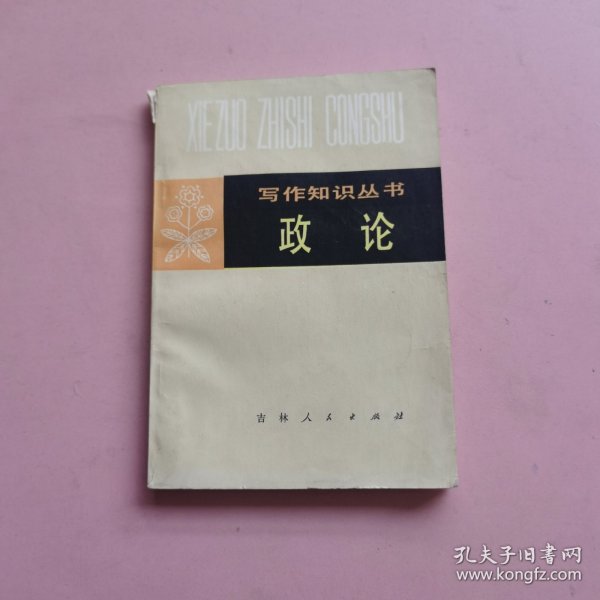 XIEZUO ZHISHI CONGSHU
写作知识丛书
政论
吉林人民出版社
孔夫子旧书网
www.kongfz.com